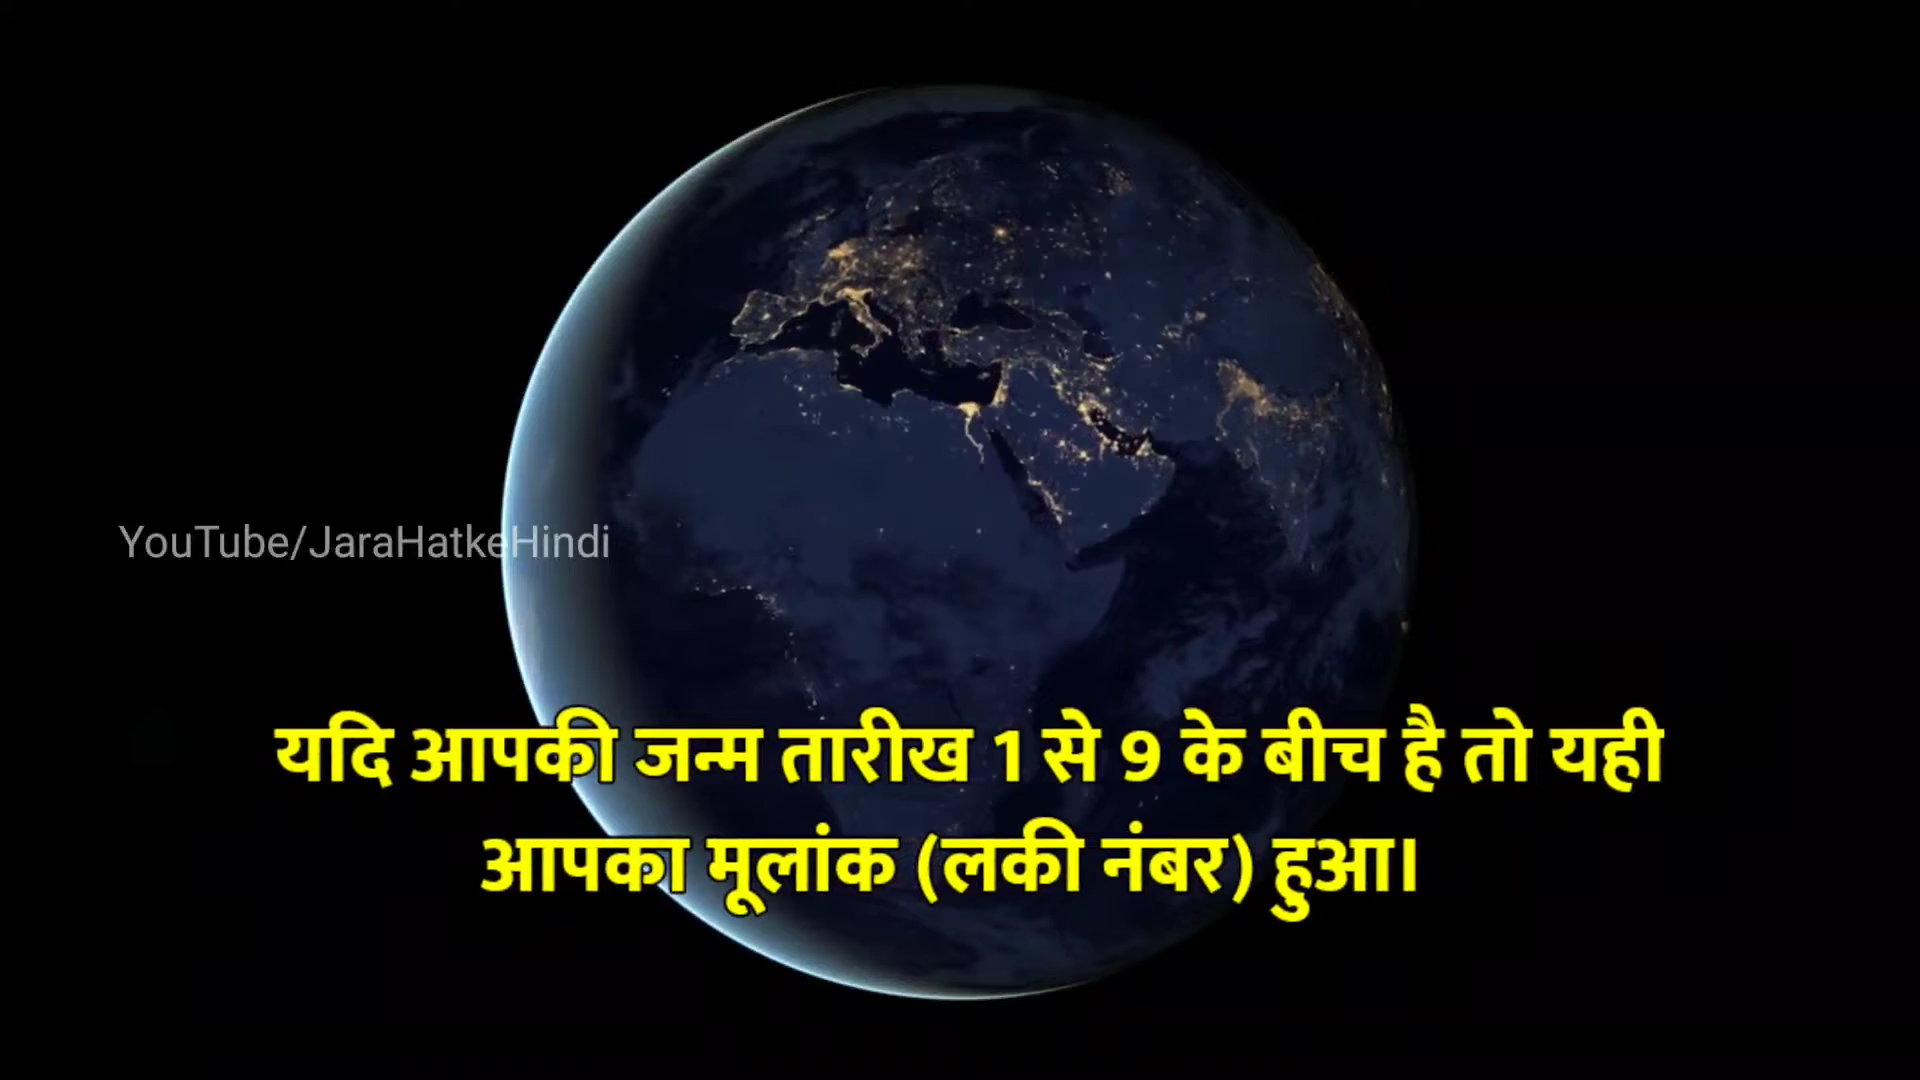 YouTube/JaraHatkeHindi
यदि आपकी जन्म तारीख 1 से 9 के बीच है तो यही
आपका मूलांक (लकी नंबर) हुआ।